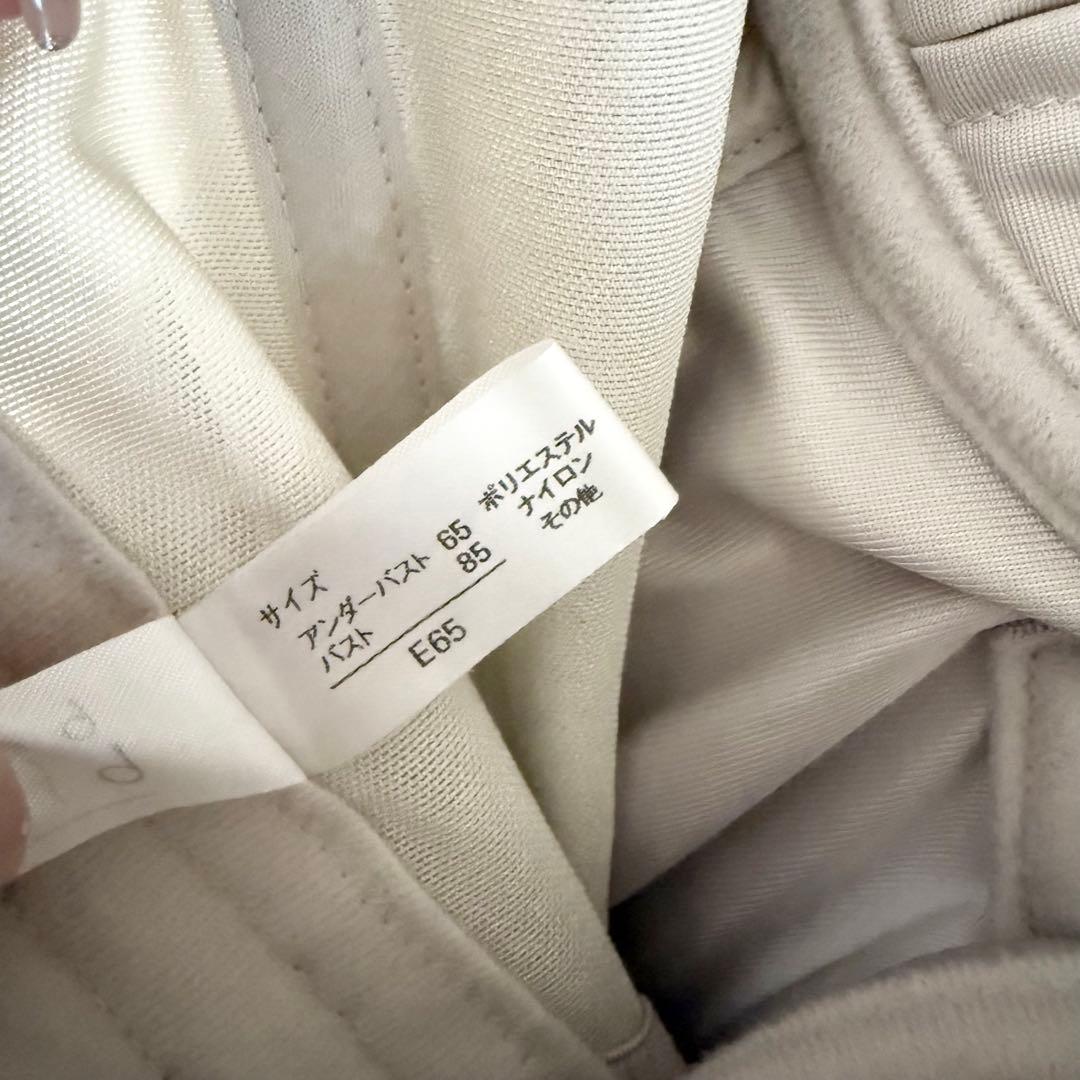 サイズ
アンダーバスト 65
バスト 85
E65
ポリエステル
ナイロン
その他